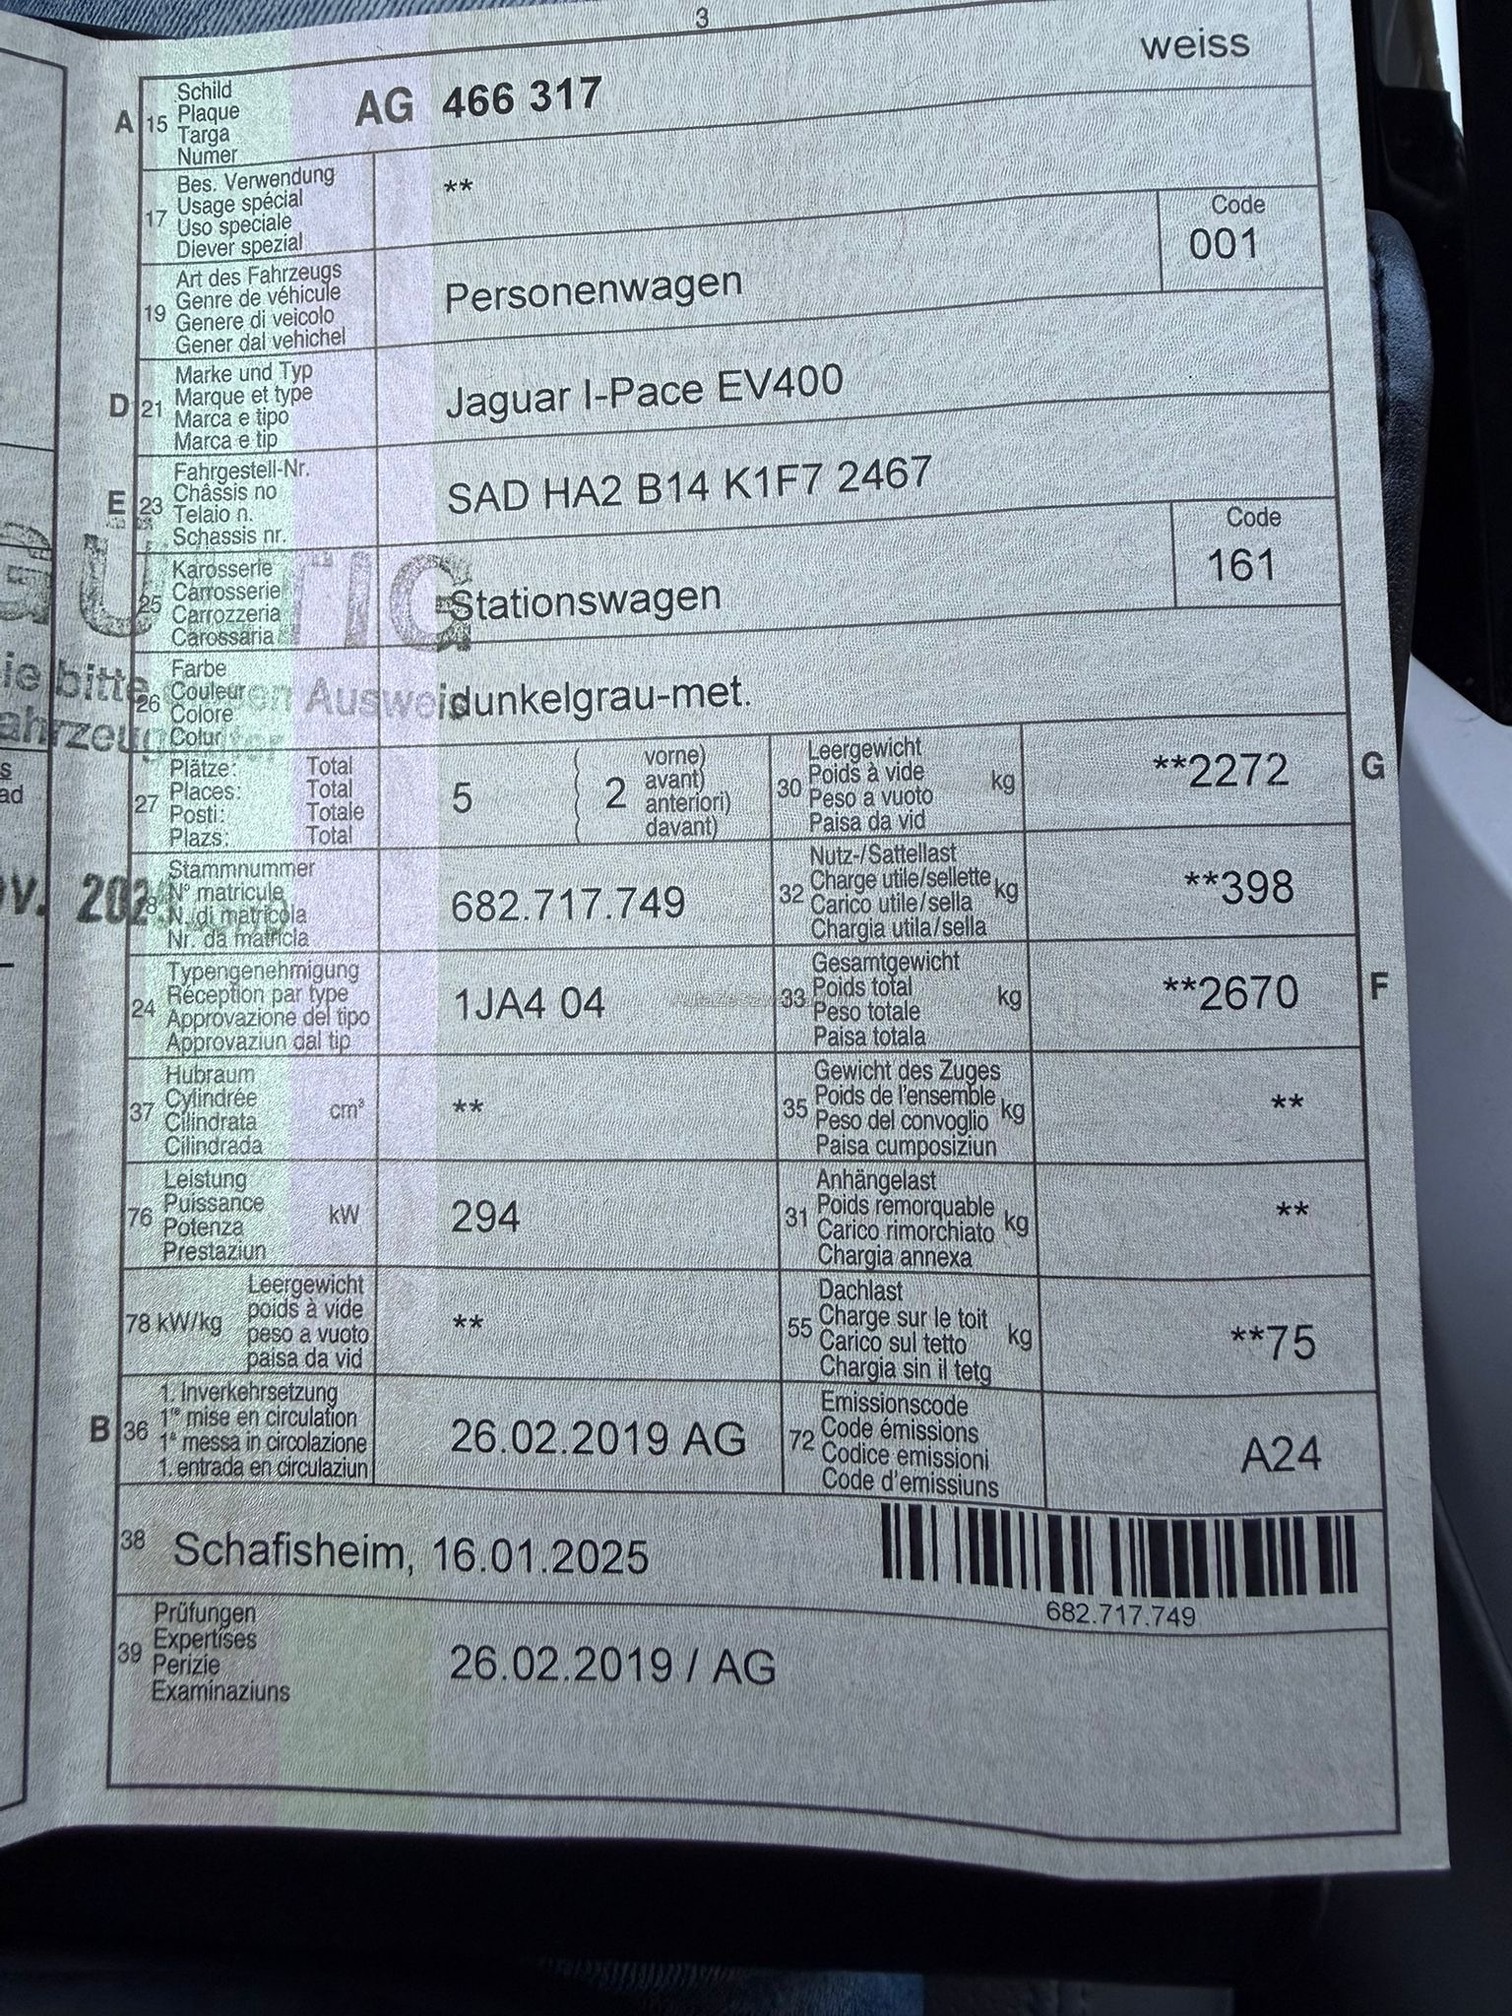 3
A 15 Schild
Plaque
Targa
Numer
AG 466 317 weiss
17 Bes. Verwendung
Usage spécial
Uso speciale
Diever spezial
**
19 Art des Fahrzeugs
Genre de véhicule
Genere di veicolo
Gener dal vehichel
Personenwagen
Code
001
D 21 Marke und Typ
Marque et type
Marca e tipo
Marca e tip
Jaguar I-Pace EV400
E 23 Fahrgestell-Nr.
Châssis no
Telaio n.
Schassis nr.
SAD HA2 B14 K1F7 2467
25 Karosserie
Carrosserie
Carrozzeria
Carossaria
Stationswagen
Code
161
26 Farbe
Couleur
Colore
Colur
dunkelgrau-met.
ie bitte en Auswei
ahrzeug
s
ad
27 Plätze: Total
Places: Total
Posti: Totale
Plazs: Total
5 2 vorne)
avant)
anteriori)
davant)
30 Leergewicht
Poids à vide
Peso a vuoto
Paisa da vid
kg **2272 G
Stammnummer
N° matricule
N. di matricola
Nr. da matricla
682.717.749
32 Nutz-/Sattellast
Charge utile/sellette
Carico utile/sella
Chargia utila/sella
kg **398
24 Typengenehmigung
Réception par type
Approvazione del tipo
Approvaziun dal tip
1JA4 04
33 Gesamtgewicht
Poids total
Peso totale
Paisa totala
kg **2670 F
37 Hubraum
Cylindrée
Cilindrata
Cilindrada
cm³ **
35 Gewicht des Zuges
Poids de l'ensemble
Peso del convoglio
Paisa cumposiziun
kg **
76 Leistung
Puissance
Potenza
Prestaziun
kW 294
31 Anhängelast
Poids remorquable
Carico rimorchiato
Chargia annexa
kg **
78 kW/kg Leergewicht
poids à vide
peso a vuoto
paisa da vid
**
55 Dachlast
Charge sur le toit
Carico sul tetto
Chargia sin il tetg
kg **75
B 36 1. Inverkehrsetzung
1re mise en circulation
1a messa in circolazione
1. entrada en circulaziun
26.02.2019 AG
72 Emissionscode
Code émissions
Codice emissioni
Code d'emissiuns
A24
38 Schafisheim, 16.01.2025
682.717.749
39 Prüfungen
Expertises
Perizie
Examinaziuns
26.02.2019 / AG